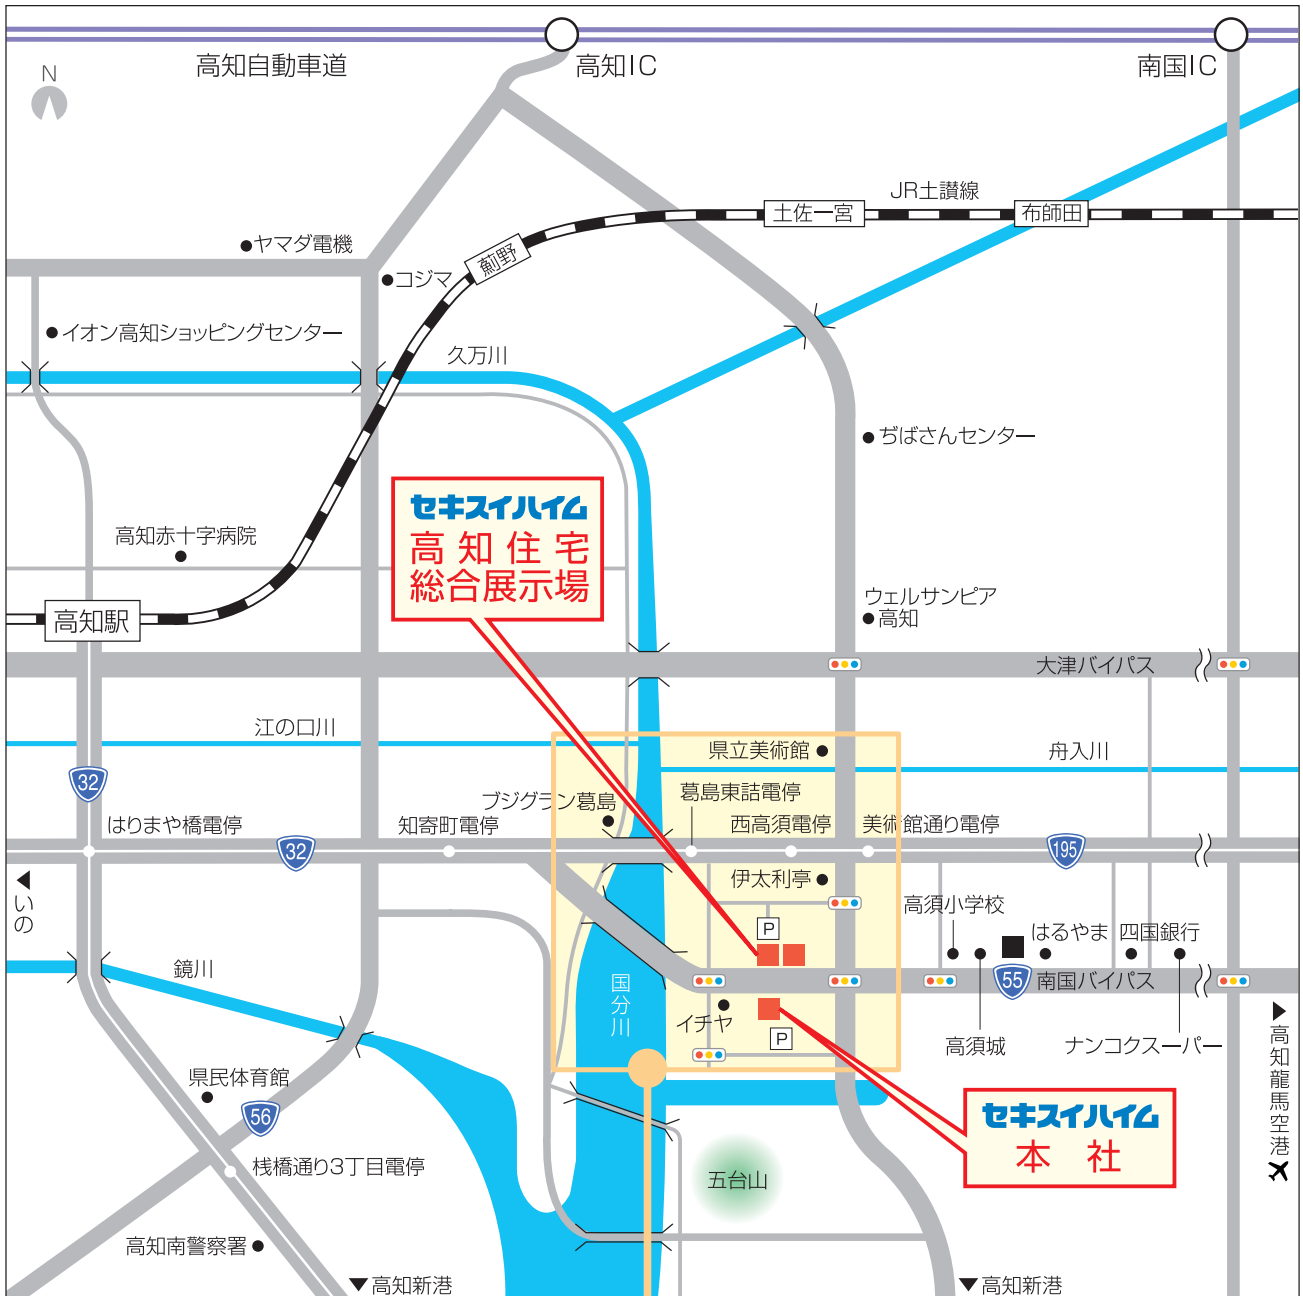 高知自動車道
高知IC
南国IC
N
JR土讃線
土佐一宮
布師田
薊野
ヤマダ電機
コジマ
イオン高知ショッピングセンター
久万川
ぢばさんセンター
セキスイハイム
高知住宅
総合展示場
高知赤十字病院
ウェルサンピア
高知
高知駅
大津バイパス
江の口川
県立美術館
舟入川
32
ブジグラン葛島
葛島東詰電停
はりまや橋電停
32
知寄町電停
西高須電停
美術館通り電停
195
いの
伊太利亭
高須小学校
P
はるやま
四国銀行
鏡川
国分川
55
南国バイパス
イチヤ
P
高須城
ナンコクスーパー
高知龍馬空港
県民体育館
56
セキスイハイム
本社
桟橋通り3丁目電停
五台山
高知南警察署
高知新港
高知新港